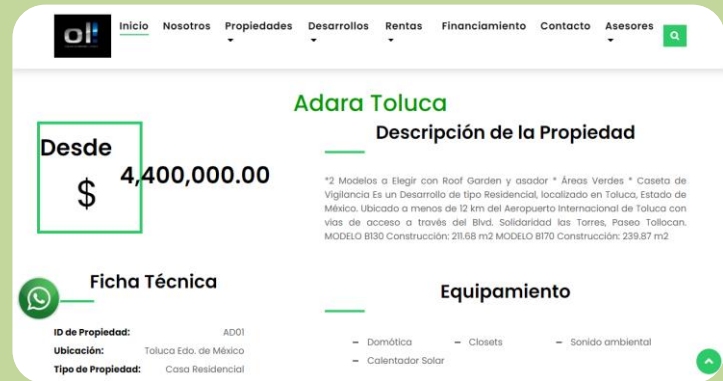 ol!
Inicio Nosotros Propiedades Desarrollos Rentas Financiamiento Contacto Asesores
Adara Toluca
Desde
$
4,400,000.00
Descripción de la Propiedad
*2 Modelos a Elegir con Roof Garden y asador * Áreas Verdes * Caseta de
Vigilancia Es un Desarrollo de tipo Residencial, localizado en Toluca, Estado de
México. Ubicado a menos de 12 km del Aeropuerto Internacional de Toluca con
vias de acceso a través del Blvd. Solidaridad las Torres, Paseo Tollocan.
MODELO B130 Construcción: 211.68 m2 MODELO B170 Construcción: 239.87 m2
Ficha Técnica
ID de Propiedad: AD01
Ubicación: Toluca Edo. de México
Tipo de Propiedad: Casa Residencial
Equipamiento
– Domótica – Closets – Sonido ambiental
– Calentador Solar